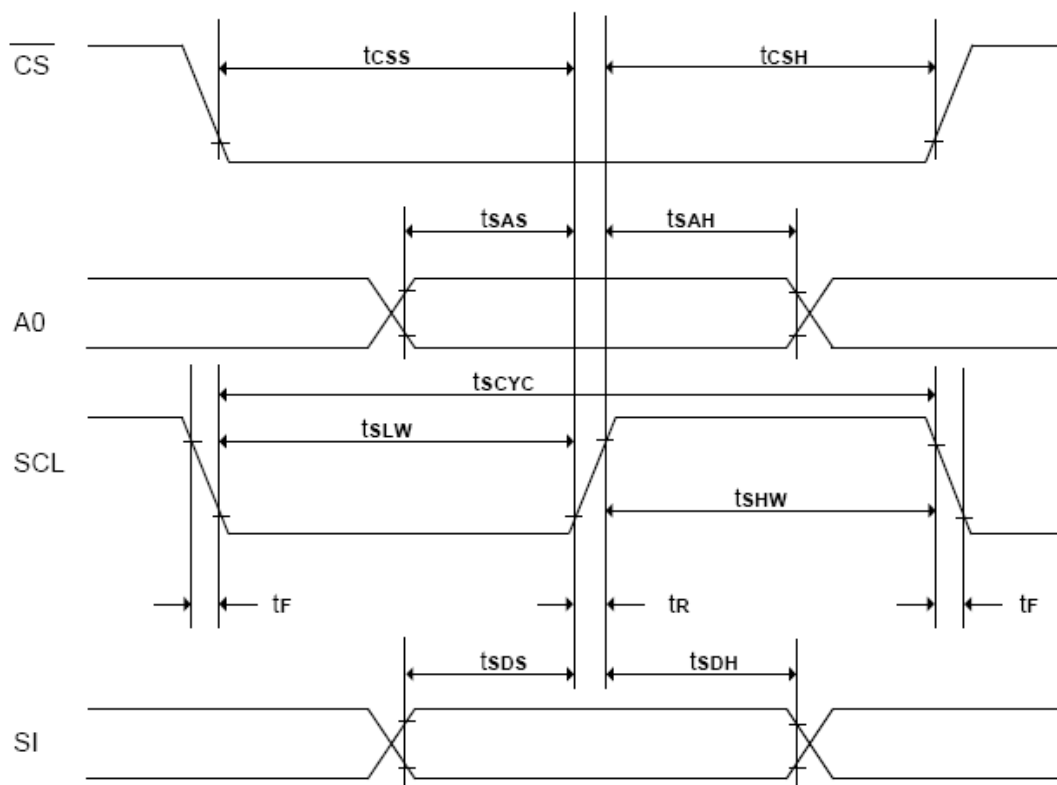 CS
tCSS
tCSH
tSAS
tSAH
A0
tSCYC
tSLW
SCL
tSHW
tF
tR
tF
tSDS
tSDH
SI